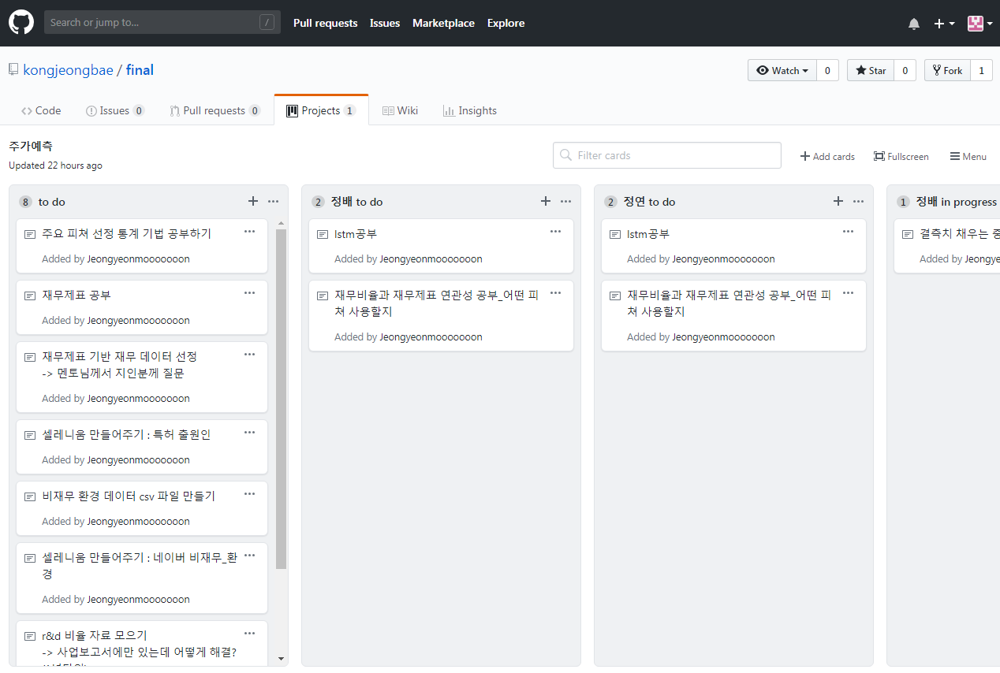 Search or jump to...
/
Pull requests
Issues
Marketplace
Explore
kongjeongbae / final
Watch
0
Star
0
Fork
1
Code
Issues 0
Pull requests 0
Projects 1
Wiki
Insights
주가예측
Updated 22 hours ago
Filter cards
Add cards
Fullscreen
Menu
8 to do
주요 피쳐 선정 통계 기법 공부하기
Added by Jeongyeonmoooooooon
재무제표 공부
Added by Jeongyeonmoooooooon
재무제표 기반 재무 데이터 선정
-> 멘토님께서 지인분께 질문
Added by Jeongyeonmoooooooon
셀레니움 만들어주기 : 특허 출원인
Added by Jeongyeonmoooooooon
비재무 환경 데이터 csv 파일 만들기
Added by Jeongyeonmoooooooon
셀레니움 만들어주기 : 네이버 비재무_환
경
Added by Jeongyeonmoooooooon
r&d 비율 자료 모으기
-> 사업보고서에만 있는데 어떻게 해결?
2 정배 to do
lstm공부
Added by Jeongyeonmoooooooon
재무비율과 재무제표 연관성 공부_어떤 피
쳐 사용할지
Added by Jeongyeonmoooooooon
2 정연 to do
lstm공부
Added by Jeongyeonmoooooooon
재무비율과 재무제표 연관성 공부_어떤 피
쳐 사용할지
Added by Jeongyeonmoooooooon
1 정배 in progress
결측치 채우는 중
Added by Jeongye